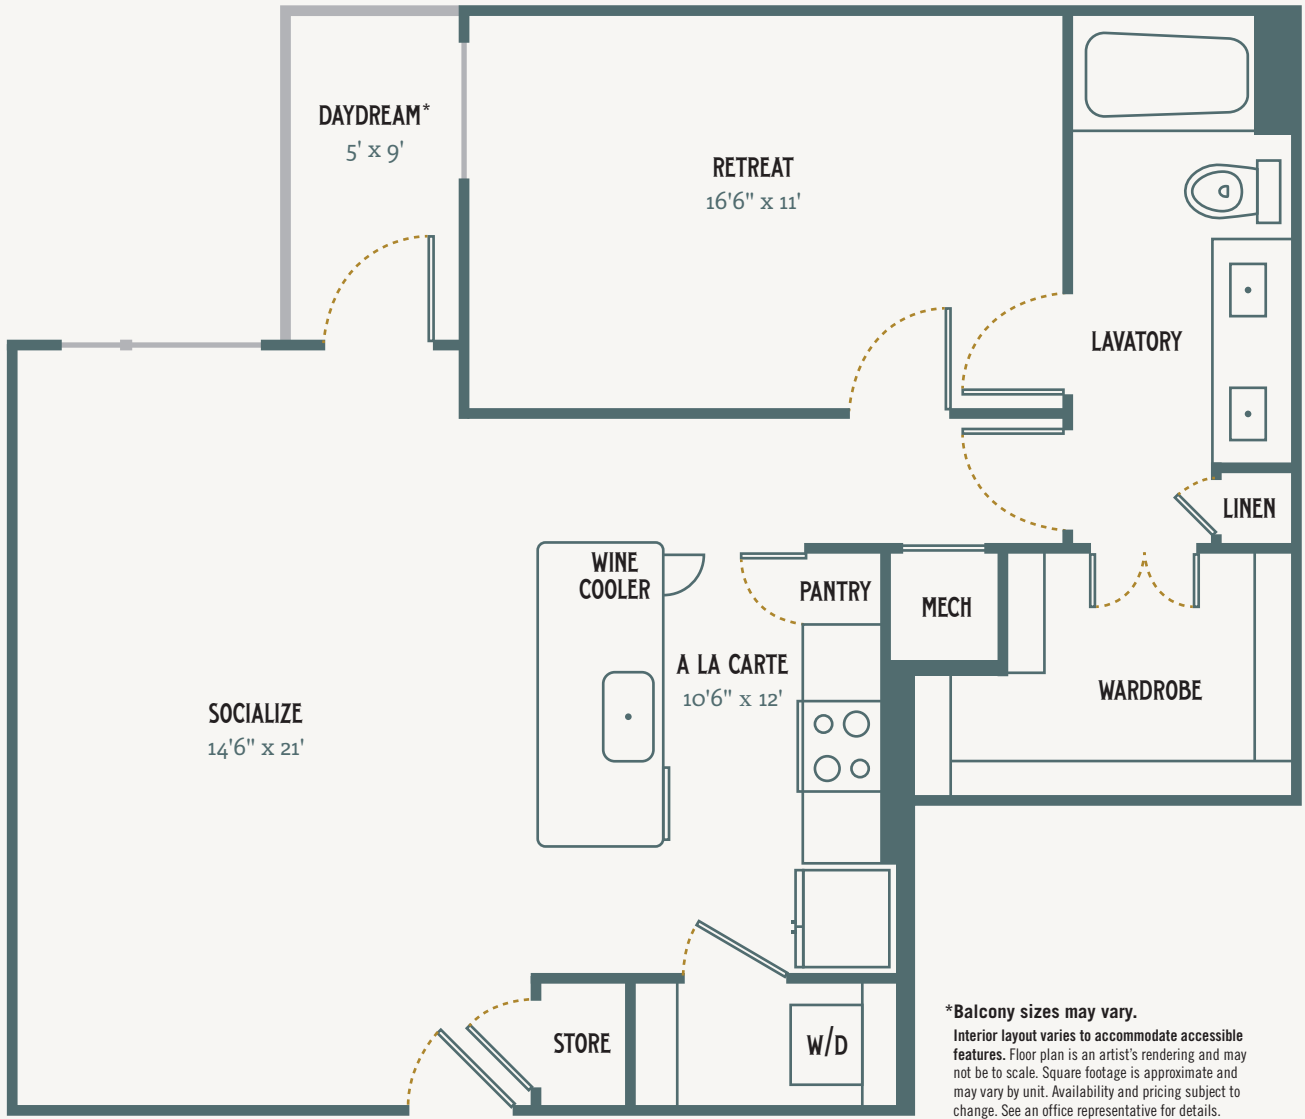 DAYDREAM*
5' x 9'
RETREAT
16'6" x 11'
LAVATORY
LINEN
WINE
COOLER
PANTRY
MECH
A LA CARTE
10'6" x 12'
WARDROBE
SOCIALIZE
14'6" x 21'
STORE
W/D
*Balcony sizes may vary.
Interior layout varies to accommodate accessible
features. Floor plan is an artist's rendering and may
not be to scale. Square footage is approximate and
may vary by unit. Availability and pricing subject to
change. See an office representative for details.